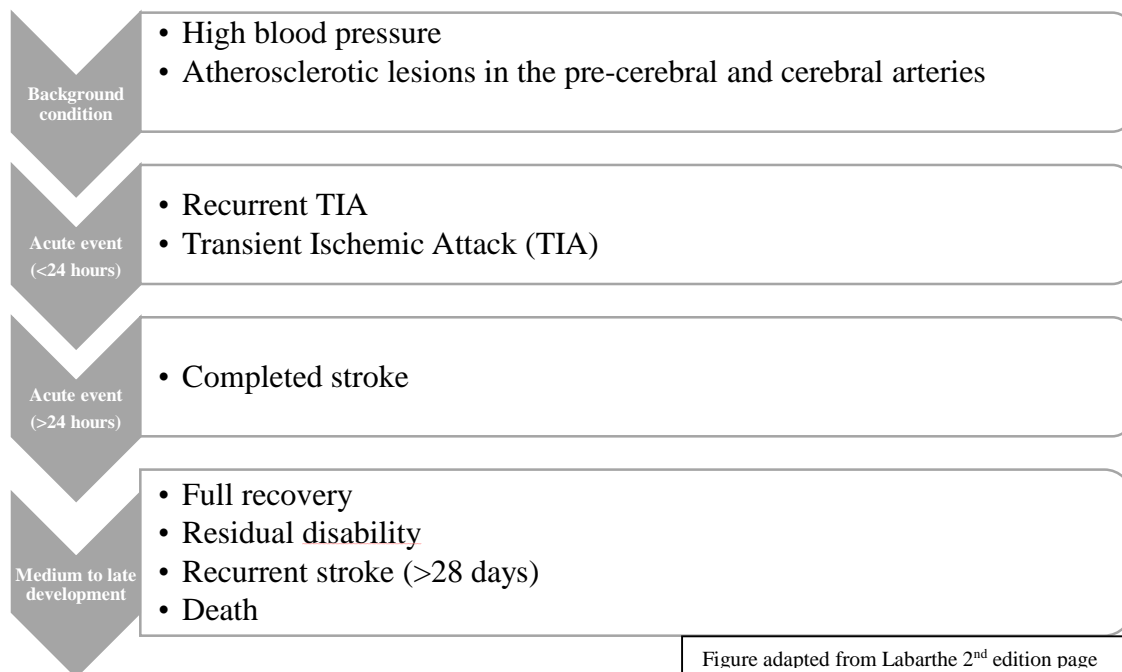 Background
condition
• High blood pressure
• Atherosclerotic lesions in the pre-cerebral and cerebral arteries
Acute event
(<24 hours)
• Recurrent TIA
• Transient Ischemic Attack (TIA)
Acute event
(>24 hours)
• Completed stroke
Medium to late
development
• Full recovery
• Residual disability
• Recurrent stroke (>28 days)
• Death
Figure adapted from Labarthe 2nd edition page